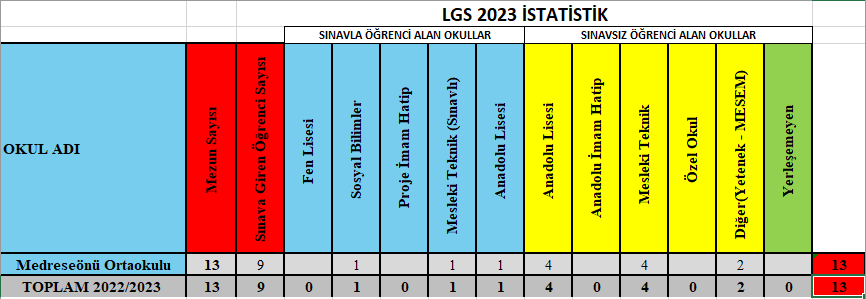 LGS 2023 İSTATİSTİK
SINAVLA ÖĞRENCİ ALAN OKULLAR SINAVSIZ ÖĞRENCİ ALAN OKULLAR
OKUL ADI
Mezun Sayısı
Sınava Giren Öğrenci Sayısı
Fen Lisesi
Sosyal Bilimler
Proje İmam Hatip
Mesleki Teknik (Sınavlı)
Anadolu Lisesi
Anadolu Lisesi
Anadolu İmam Hatip
Mesleki Teknik
Özel Okul
Diğer(Yetenek - MESEM)
Yerleşemeyen
Medreseönü Ortaokulu 13 9 1 1 1 4 4 2 13
TOPLAM 2022/2023 13 9 0 1 0 1 1 4 0 4 0 2 0 13